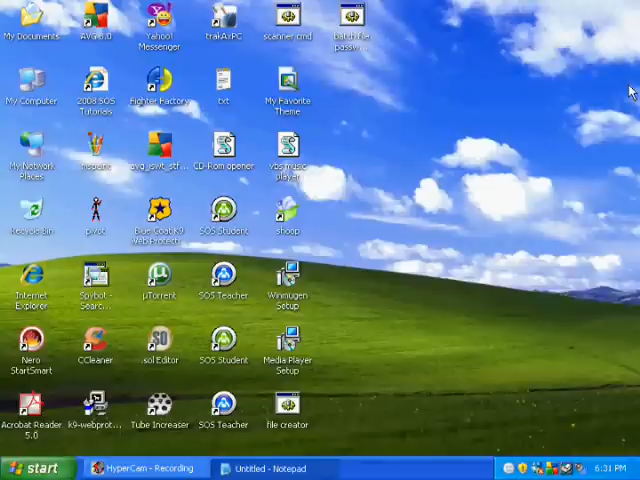 My Documents
AVG 8.0
Yahoo!
Messenger
trakAxPC
scanner cmd
batch file
passw...
My Computer
2008 SOS
Tutorials
Fighter Factory
txt
My Favorite
Theme
My Network
Places
avg_iswt_stf...
CD-Rom opener
vbs music
player
Recycle Bin
pivot
Blue Coat K9
Web Protect...
SOS Student
shoop
Internet
Explorer
Spybot -
Search ...
µTorrent
SOS Teacher
Winmugen
Setup
Nero
StartSmart
CCleaner
.sol Editor
SOS Student
Media Player
Setup
Acrobat Reader
5.0
k9-webprot...
Tube Increaser
SOS Teacher
file creator
start
HyperCam - Recording
Untitled - Notepad
6:31 PM